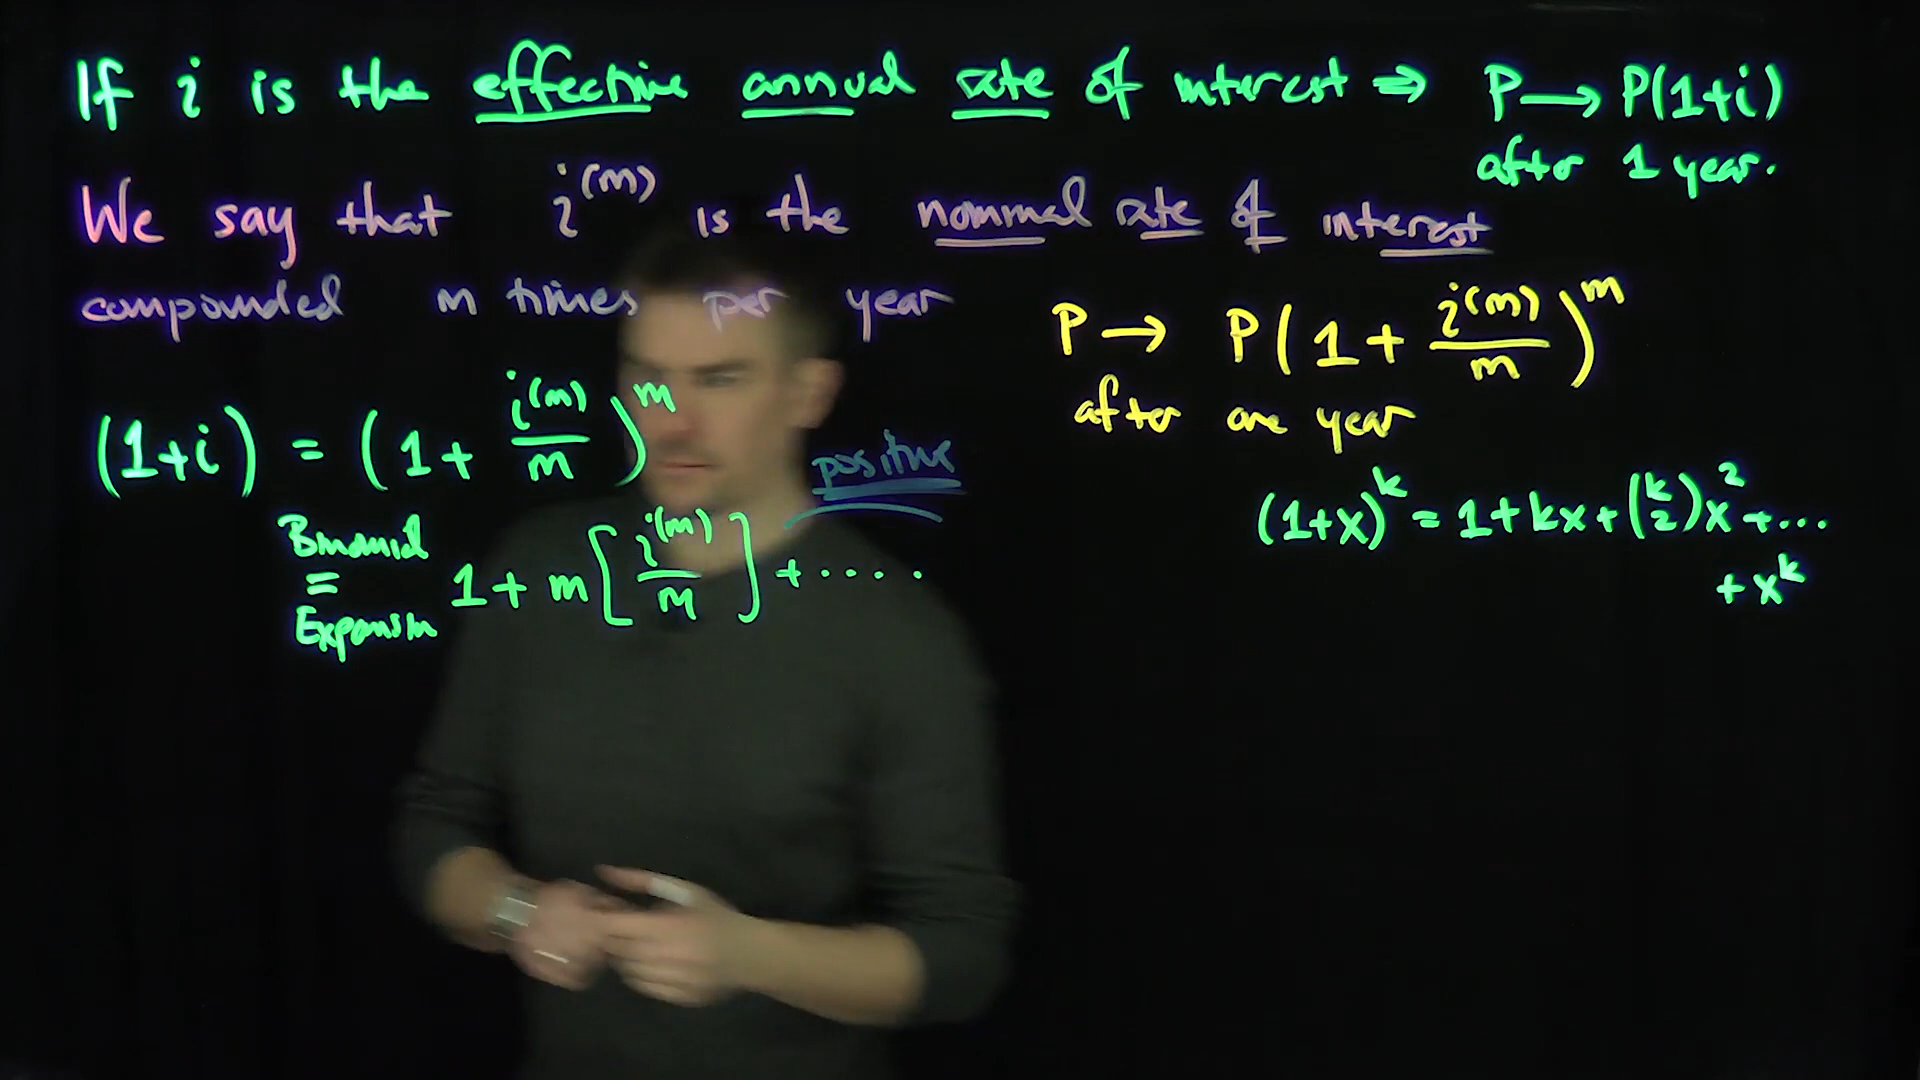 If i is the effective annual rate of interest ⇒ P → P(1+i)
after 1 year.
We say that i^(m) is the nominal rate of interest
compounded m times per year
P → P(1 + i^(m)/m)^m
after one year
(1+i) = (1 + i^(m)/m)^m
positive
(1+x)^k = 1 + kx + (k 2)x^2 + ...
+ x^k
Binomial
= 1 + m[i^(m)/m] + ....
Expansion